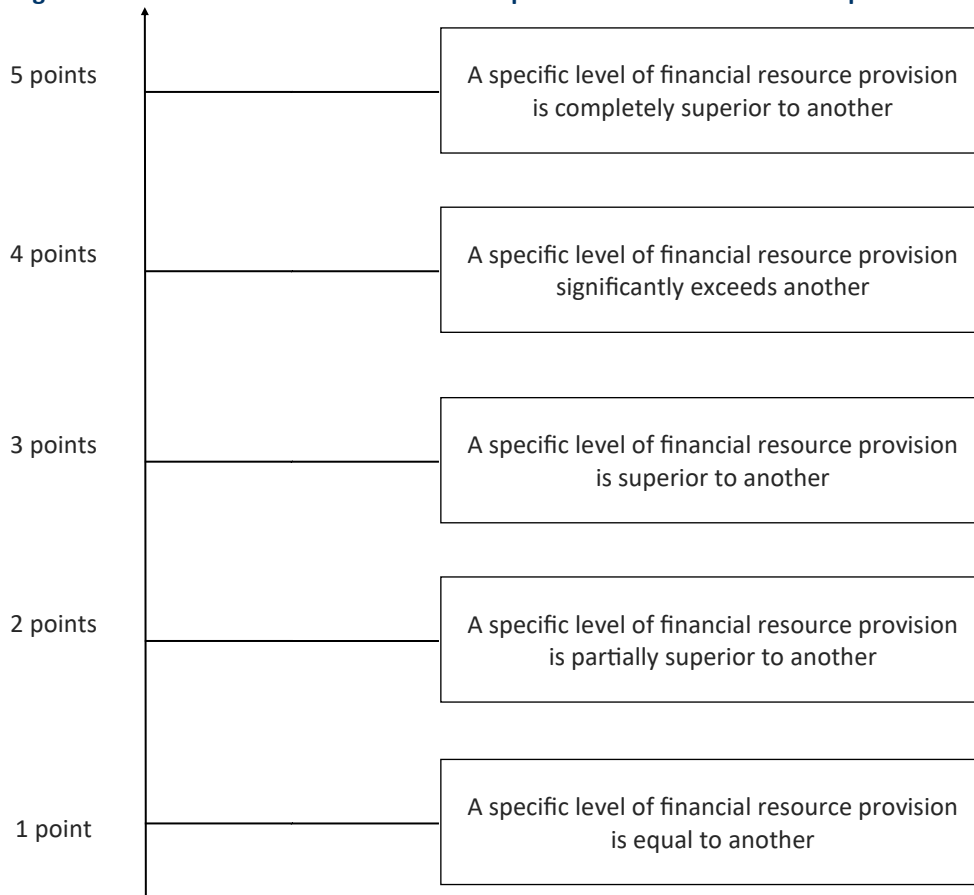 5 points
A specific level of financial resource provision
is completely superior to another
4 points
A specific level of financial resource provision
significantly exceeds another
3 points
A specific level of financial resource provision
is superior to another
2 points
A specific level of financial resource provision
is partially superior to another
1 point
A specific level of financial resource provision
is equal to another